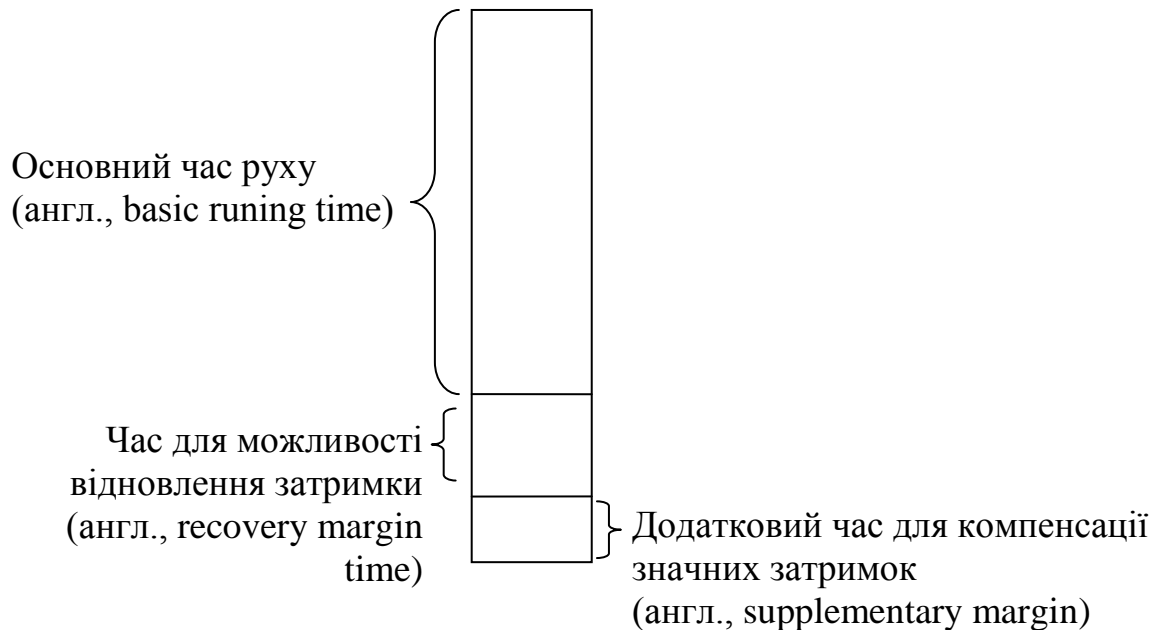 Основний час руху
(англ., basic runing time)
Час для можливості
відновлення затримки
(англ., recovery margin
time)
Додатковий час для компенсації
значних затримок
(англ., supplementary margin)